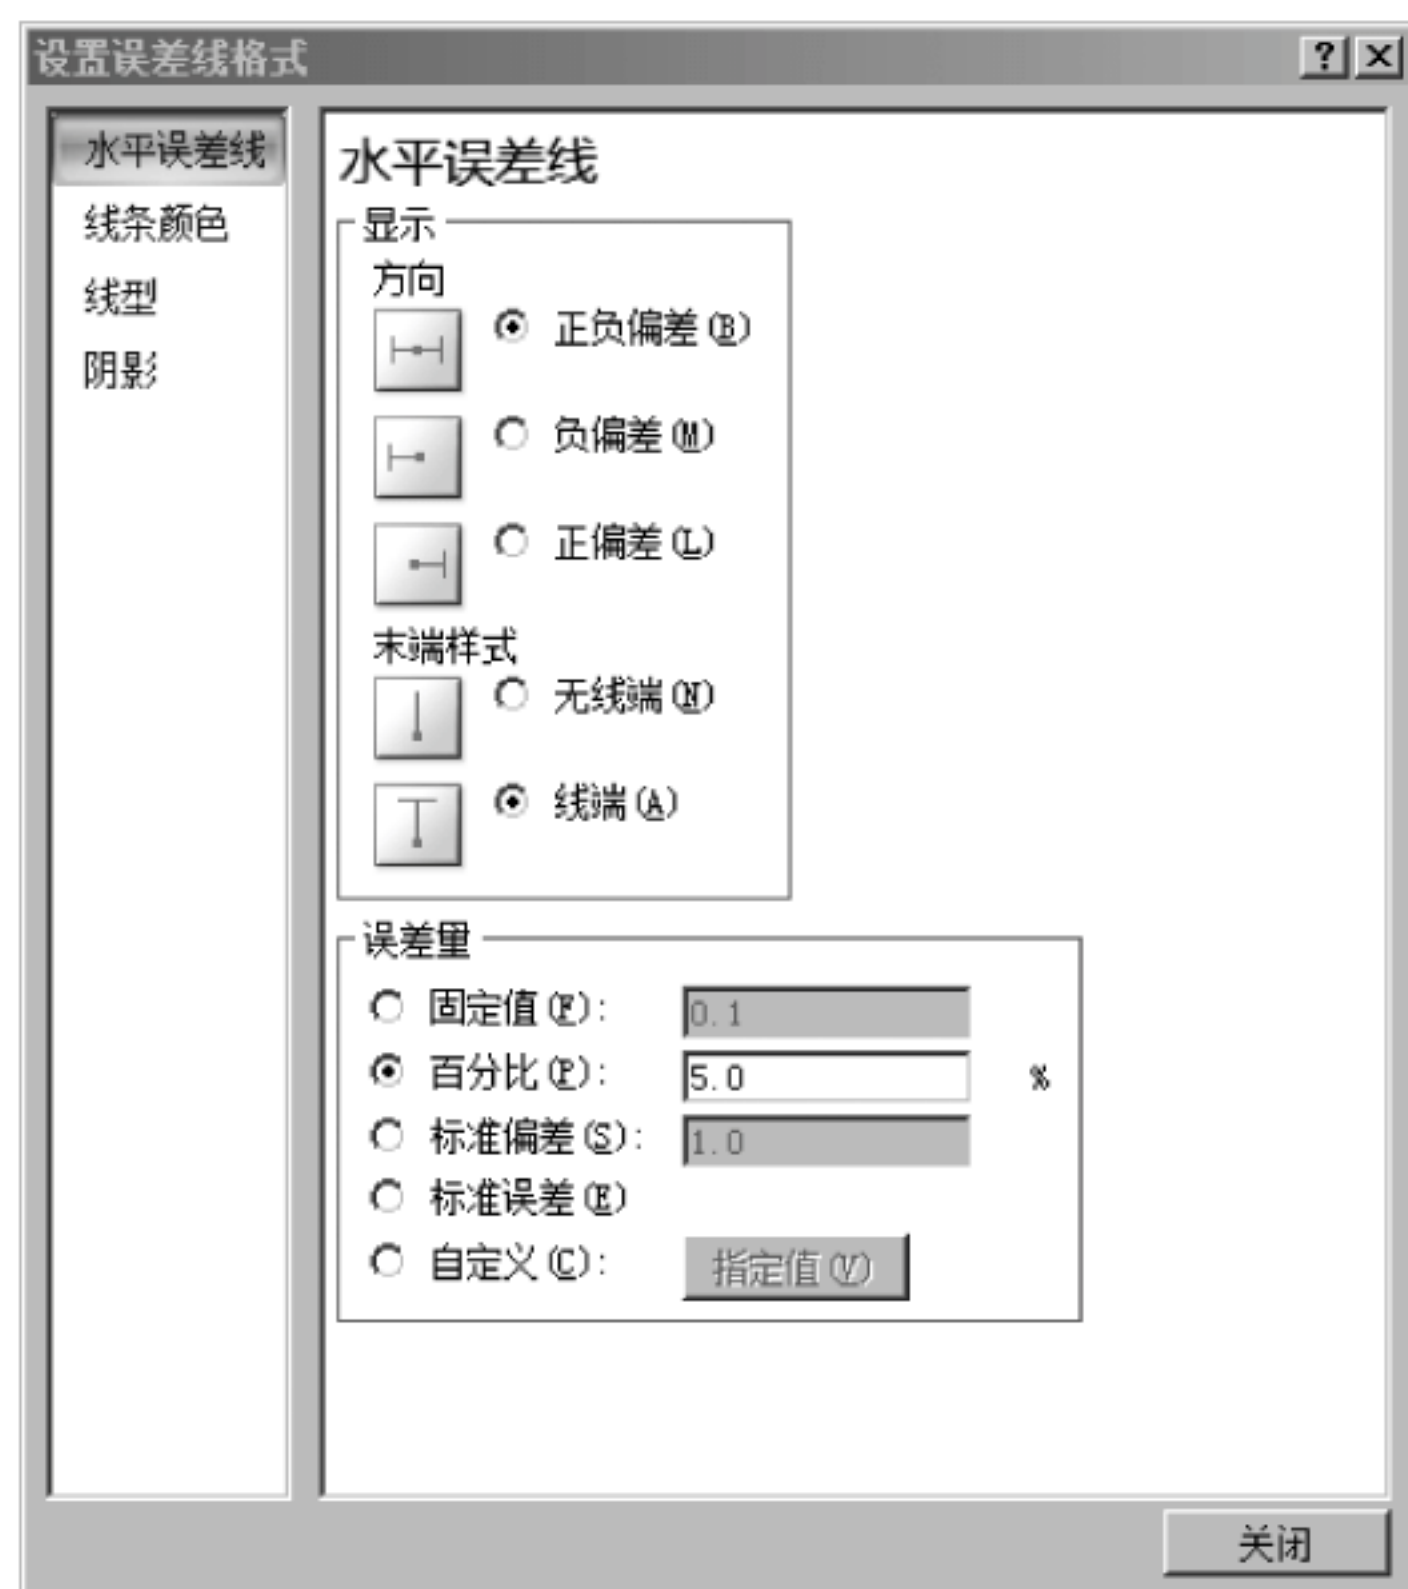 设置误差线格式
水平误差线
线条颜色
线型
阴影
水平误差线
显示
方向
正负偏差(B)
负偏差(M)
正偏差(L)
末端样式
无线端(N)
线端(A)
误差量
固定值(F): 0.1
百分比(P): 5.0 %
标准偏差(S): 1.0
标准误差(E)
自定义(C): 指定值(V)
关闭